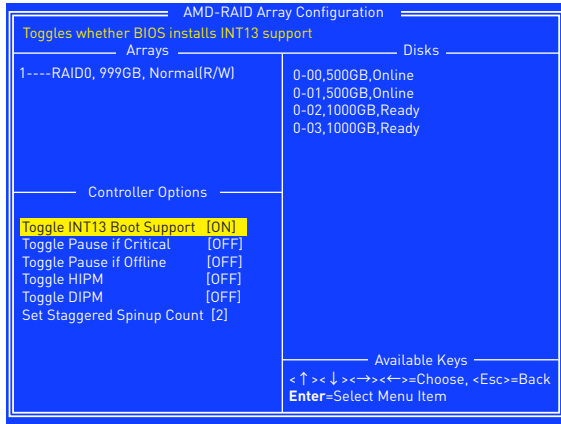 AMD-RAID Array Configuration
Toggles whether BIOS installs INT13 support
Arrays
1----RAID0, 999GB, Normal(R/W)
Disks
0-00,500GB,Online
0-01,500GB,Online
0-02,1000GB,Ready
0-03,1000GB,Ready
Controller Options
Toggle INT13 Boot Support [ON]
Toggle Pause if Critical [OFF]
Toggle Pause if Offline [OFF]
Toggle HIPM [OFF]
Toggle DIPM [OFF]
Set Staggered Spinup Count [2]
Available Keys
<↑><↓><→><←>=Choose, <Esc>=Back
Enter=Select Menu Item